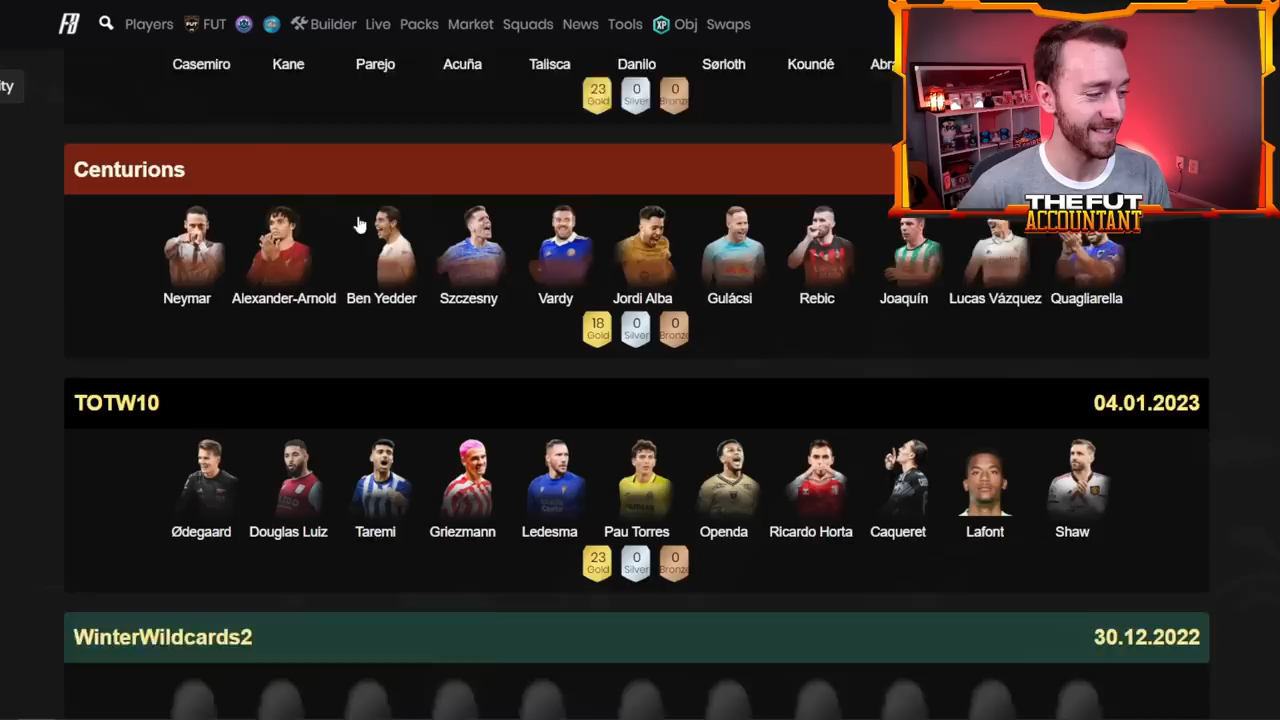 Players FUT Builder Live Packs Market Squads News Tools XP Obj Swaps
ty
Casemiro Kane Parejo Acuña Talisca Danilo Sørloth Koundé Abra
23 Gold 0 Silver 0 Bronze
THE FUT
ACCOUNTANT
Centurions
Neymar Alexander-Arnold Ben Yedder Szczesny Vardy Jordi Alba Gulácsi Rebic Joaquín Lucas Vázquez Quagliarella
18 Gold 0 Silver 0 Bronze
TOTW10 04.01.2023
Ødegaard Douglas Luiz Taremi Griezmann Ledesma Pau Torres Openda Ricardo Horta Caqueret Lafont Shaw
23 Gold 0 Silver 0 Bronze
WinterWildcards2 30.12.2022